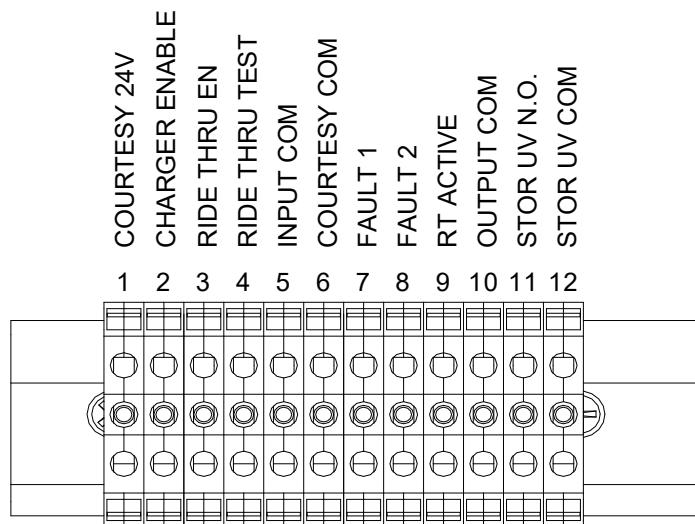 COURTESY 24V
CHARGER ENABLE
RIDE THRU EN
RIDE THRU TEST
INPUT COM
COURTESY COM
FAULT 1
FAULT 2
RT ACTIVE
OUTPUT COM
STOR UV N.O.
STOR UV COM
1 2 3 4 5 6 7 8 9 10 11 12